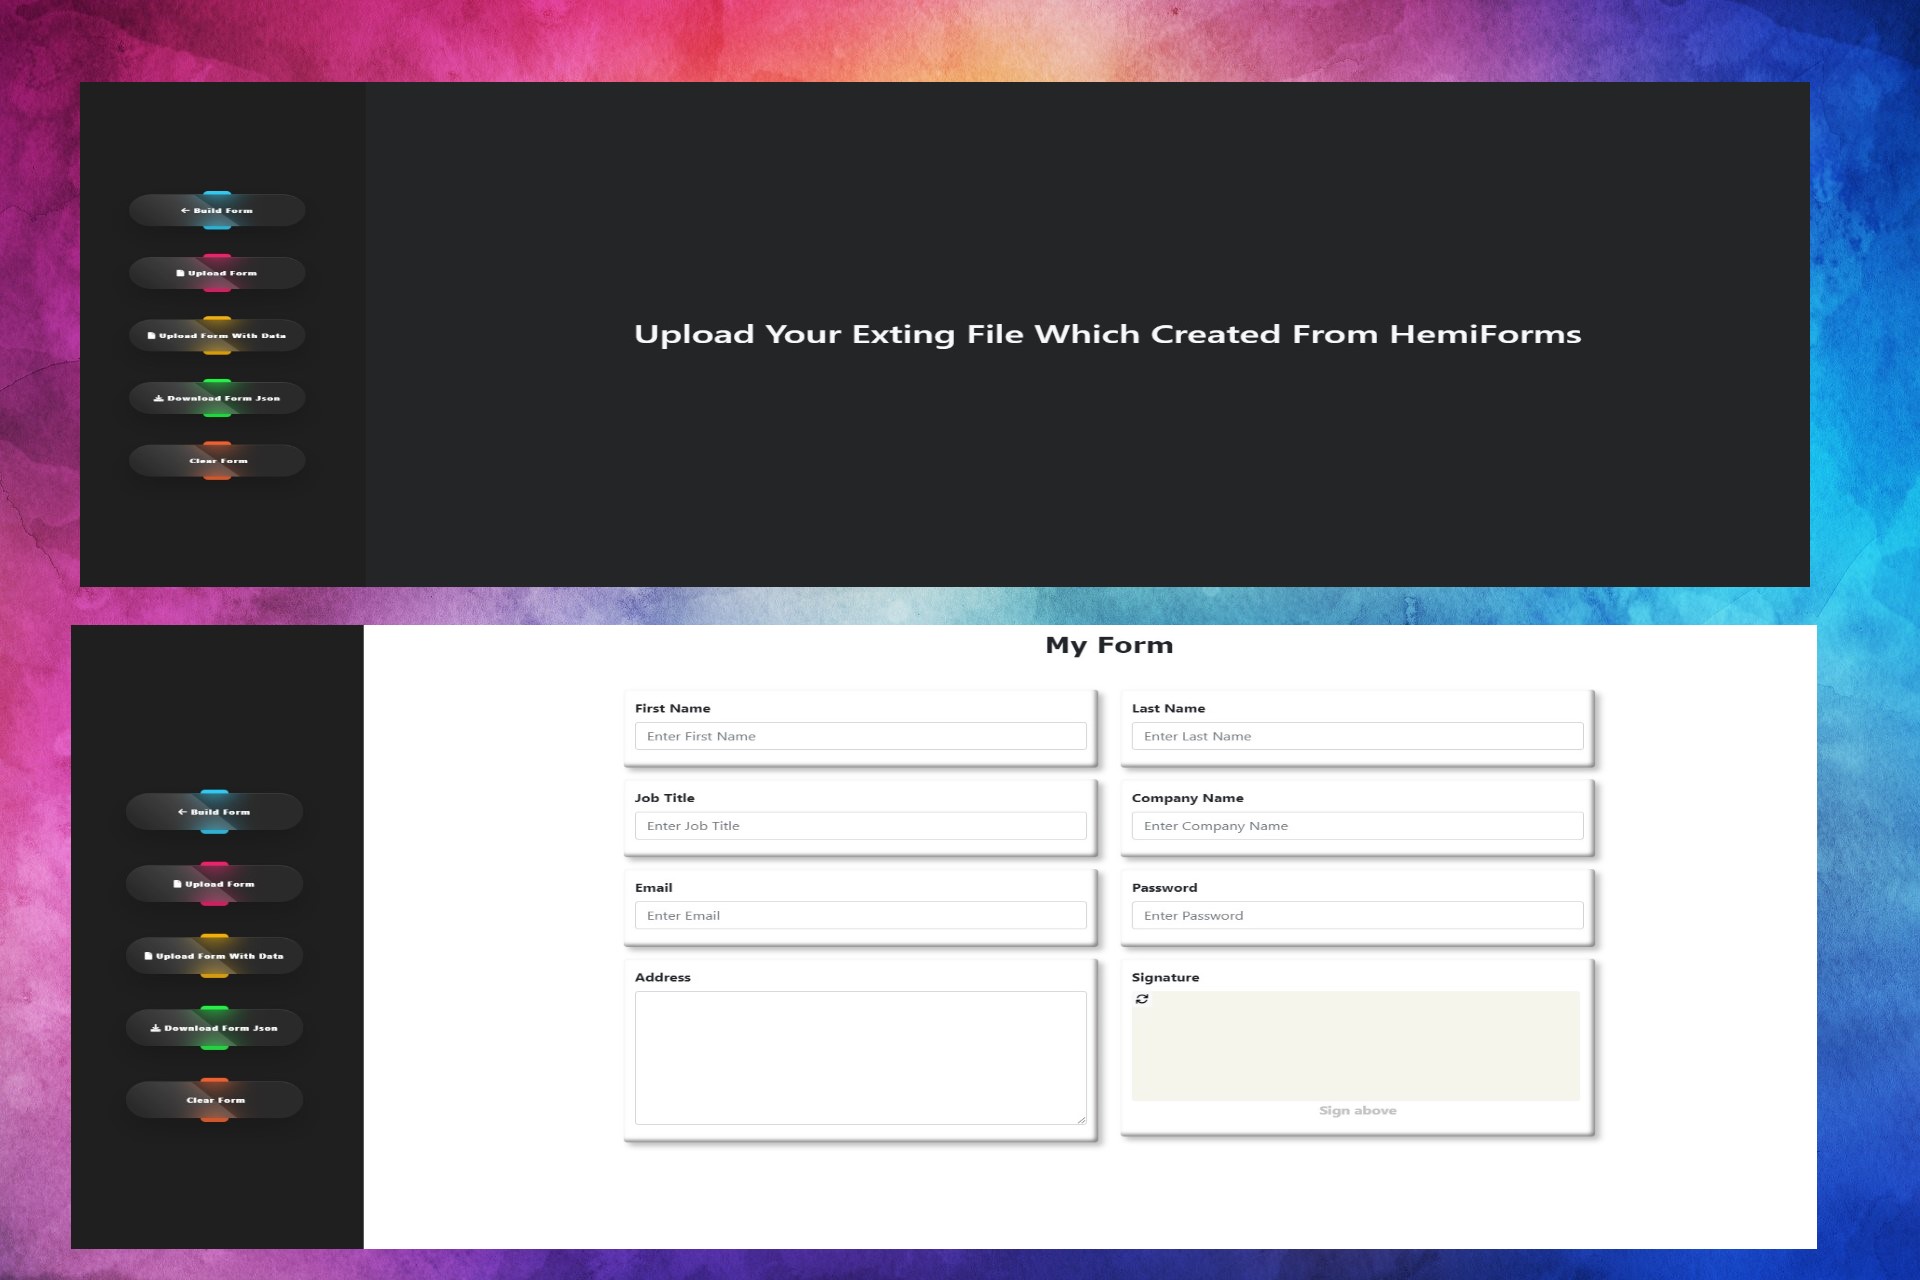 ← Build Form
Upload Form
Upload Form With Data
Download Form Json
Clear Form
Upload Your Exting File Which Created From HemiForms
← Build Form
Upload Form
Upload Form With Data
Download Form Json
Clear Form
My Form
First Name
Enter First Name
Last Name
Enter Last Name
Job Title
Enter Job Title
Company Name
Enter Company Name
Email
Enter Email
Password
Enter Password
Address
Signature
Sign above